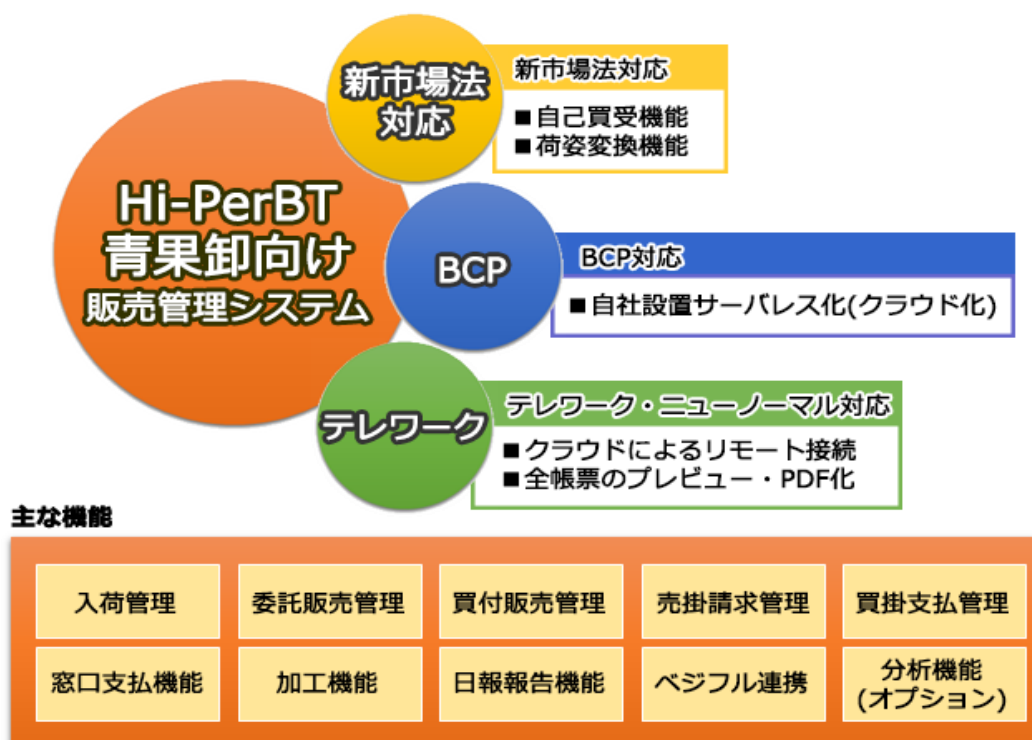 Hi-PerBT
青果卸向け
販売管理システム
新市場法
対応
新市場法対応
■自己買受機能
■荷姿変換機能
BCP
BCP対応
■自社設置サーバレス化(クラウド化)
テレワーク
テレワーク・ニューノーマル対応
■クラウドによるリモート接続
■全帳票のプレビュー・PDF化
主な機能
入荷管理
委託販売管理
買付販売管理
売掛請求管理
買掛支払管理
窓口支払機能
加工機能
日報報告機能
ベジフル連携
分析機能
(オプション)